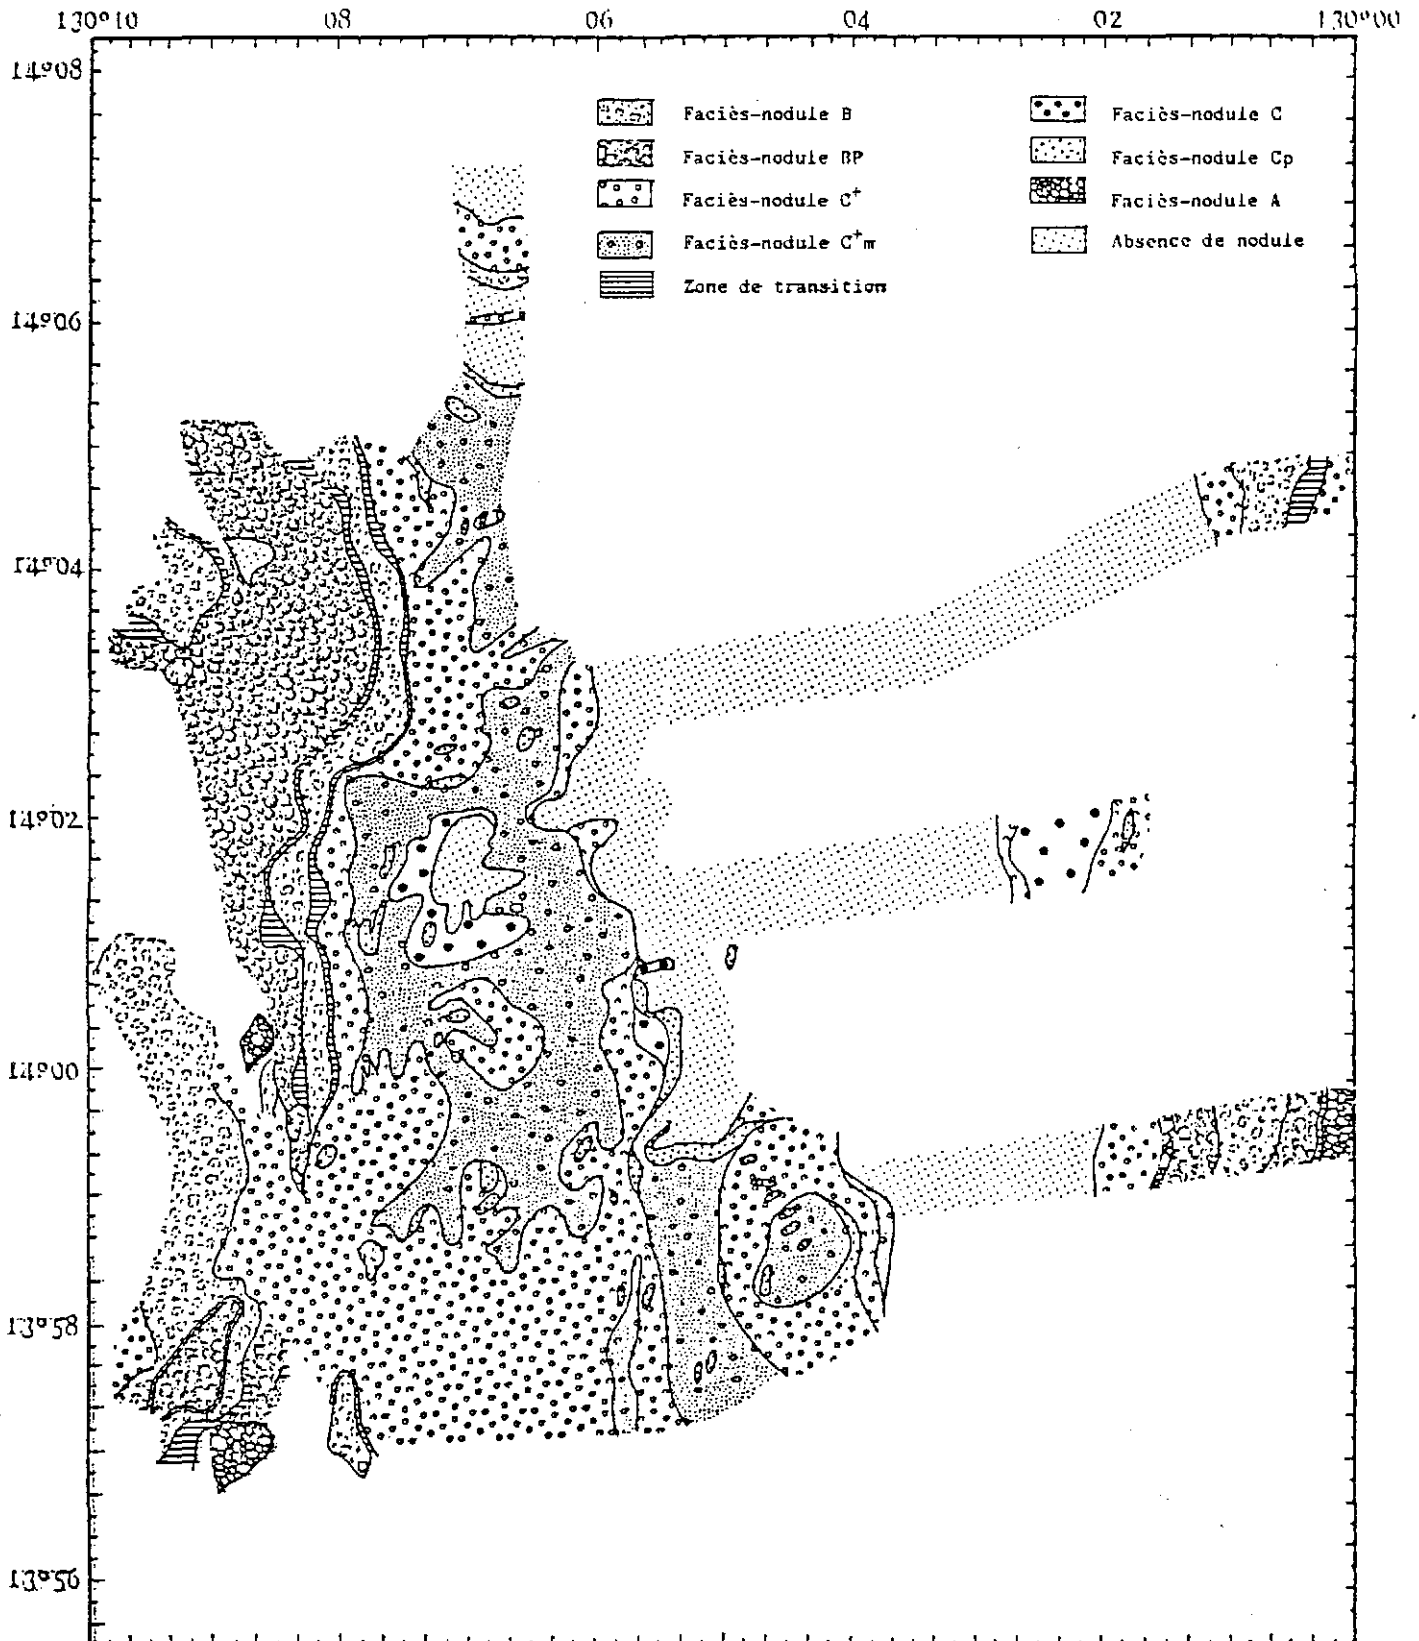 130°10 08 06 04 02 130°00
14°08
Faciès-nodule B
Faciès-nodule BP
Faciès-nodule C+
Faciès-nodule C+m
Zone de transition
Faciès-nodule C
Faciès-nodule Cp
Faciès-nodule A
Absence de nodule
14°06
14°04
14°02
14°00
13°58
13°56